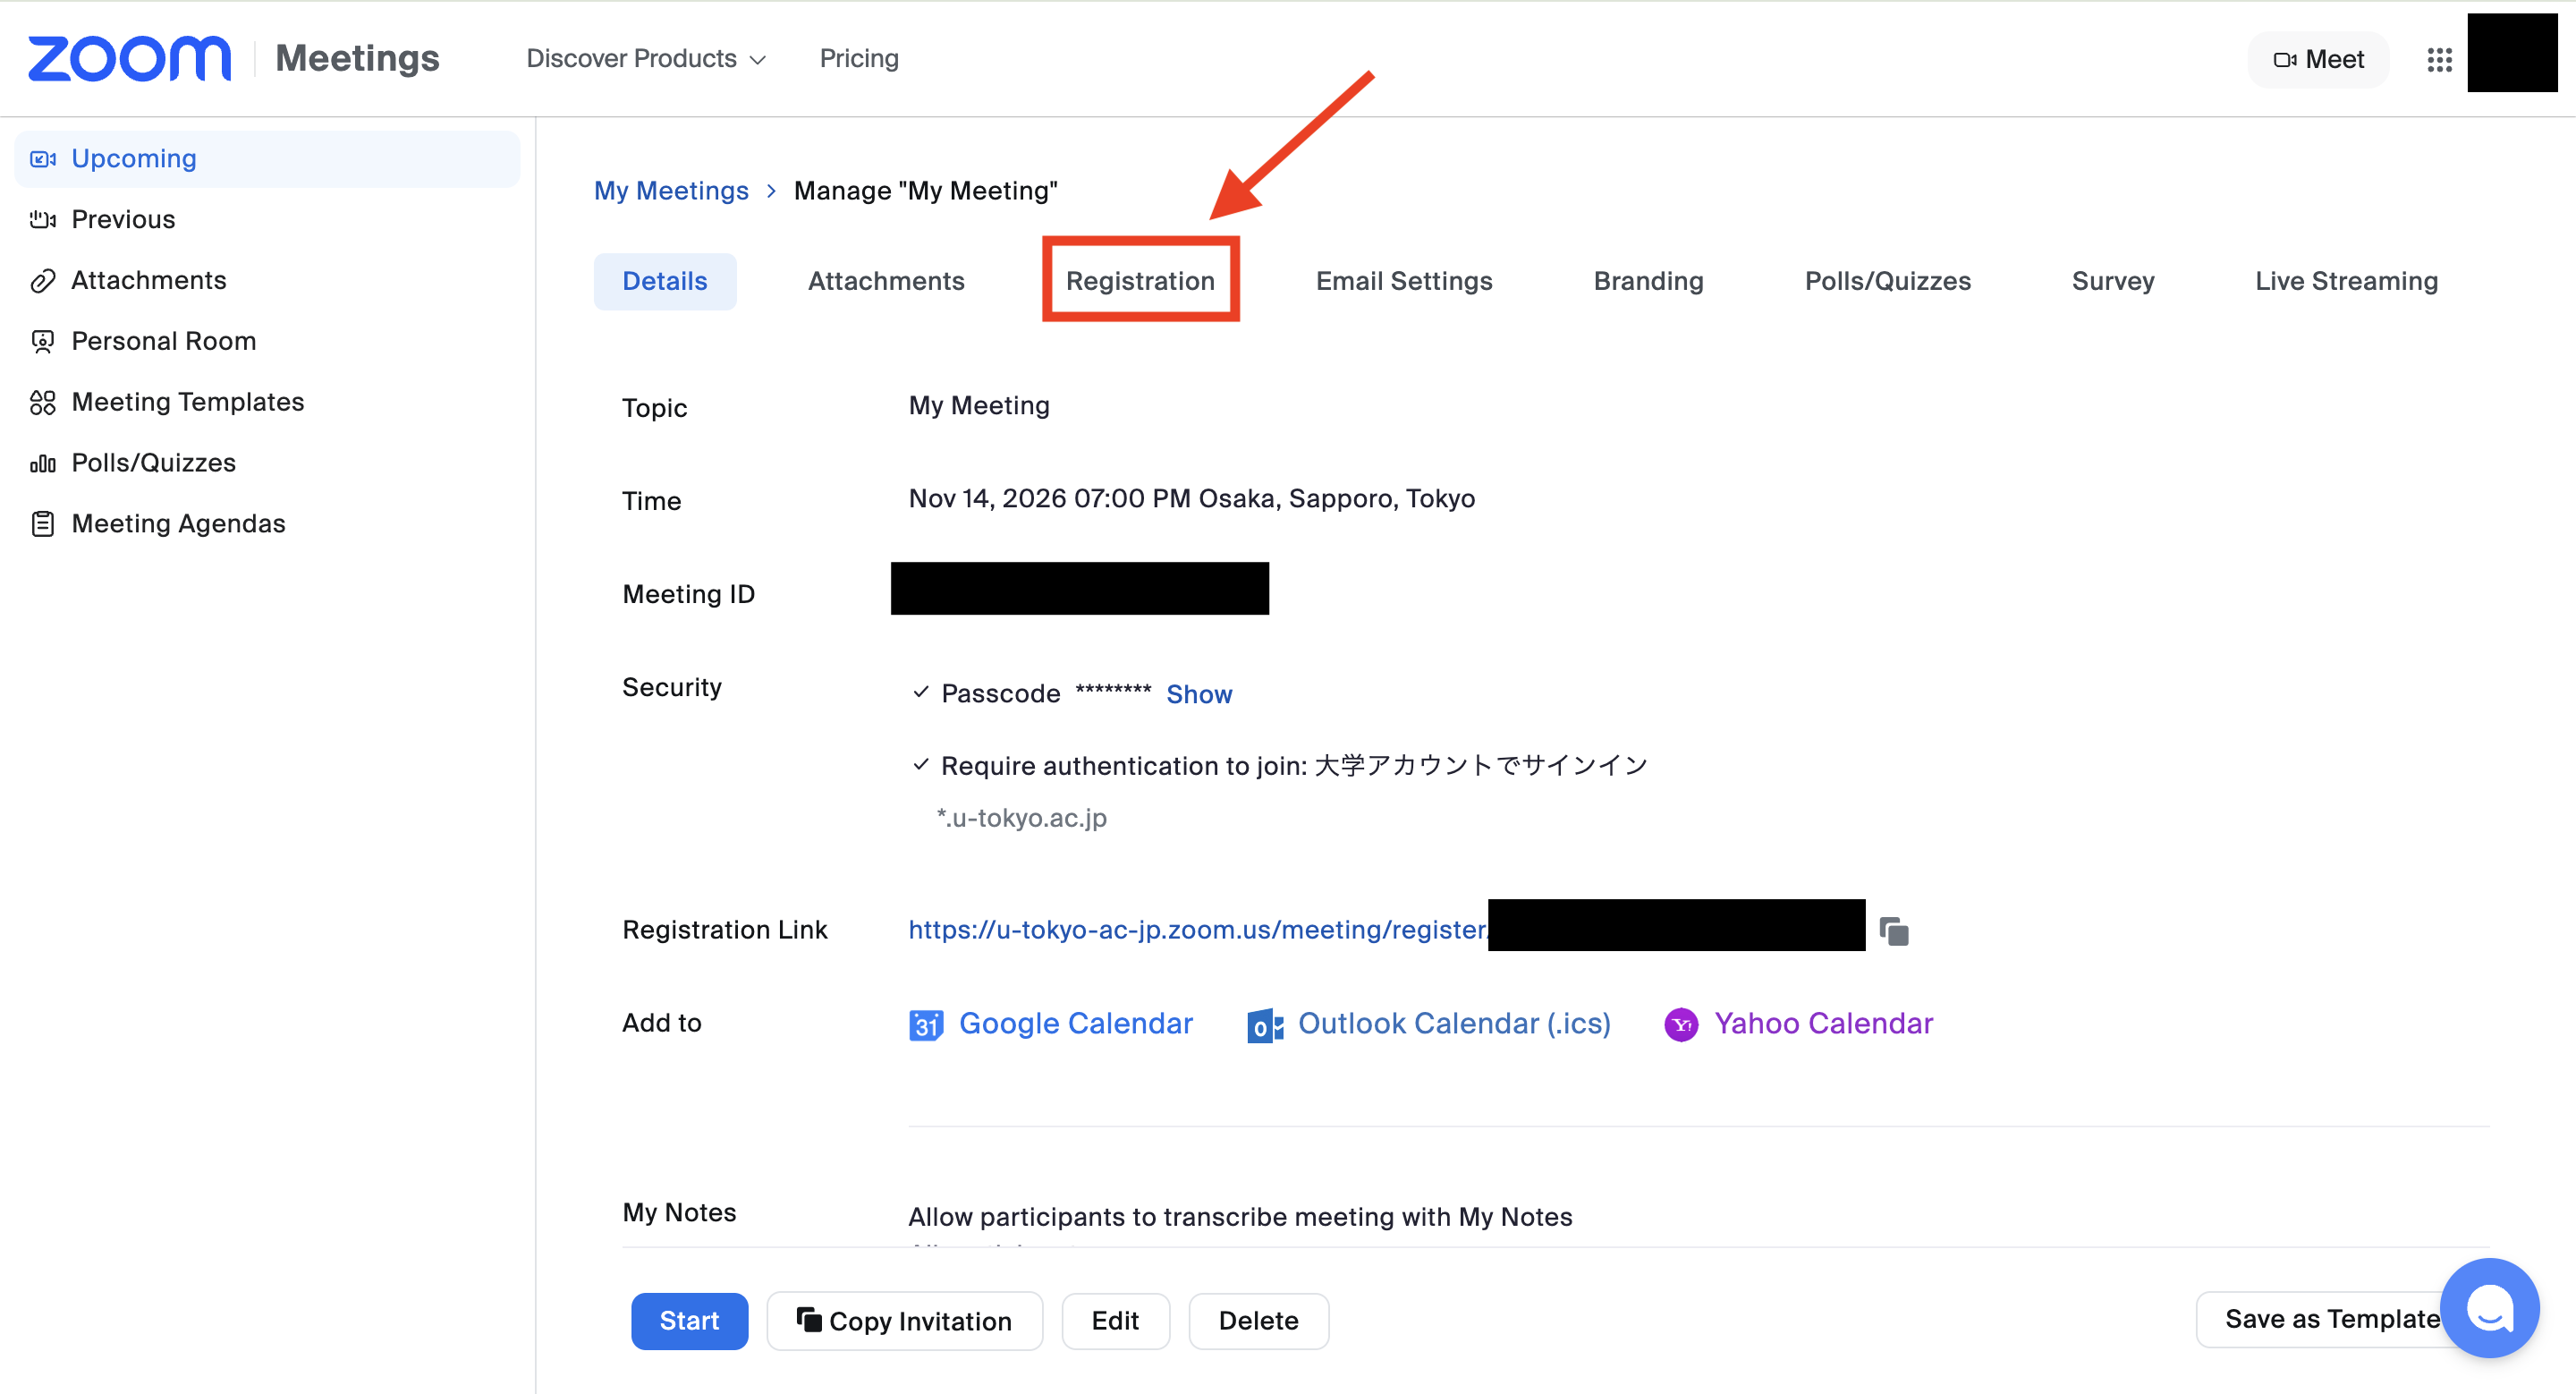 zoom Meetings Discover Products Pricing Meet
Upcoming
Previous
Attachments
Personal Room
Meeting Templates
Polls/Quizzes
Meeting Agendas
My Meetings > Manage "My Meeting"
Details Attachments Registration Email Settings Branding Polls/Quizzes Survey Live Streaming
Topic My Meeting
Time Nov 14, 2026 07:00 PM Osaka, Sapporo, Tokyo
Meeting ID
Security Passcode ******** Show
Require authentication to join: 大学アカウントでサインイン
*.u-tokyo.ac.jp
Registration Link https://u-tokyo-ac-jp.zoom.us/meeting/register/
Add to 31 Google Calendar Outlook Calendar (.ics) Yahoo Calendar
My Notes Allow participants to transcribe meeting with My Notes
Start Copy Invitation Edit Delete Save as Template